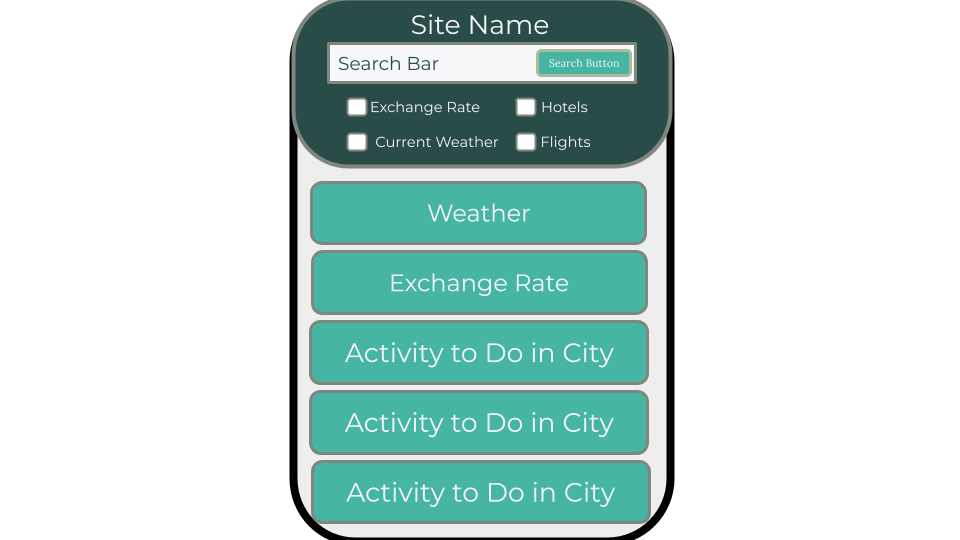 Site Name
Search Bar
Search Button
Exchange Rate
Hotels
Current Weather
Flights
Weather
Exchange Rate
Activity to Do in City
Activity to Do in City
Activity to Do in City